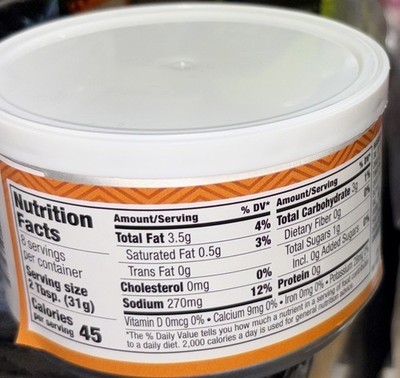 Nutrition
Facts
8 servings
per container
Serving size
2 Tbsp. (31g)
Calories
per serving 45
Amount/Serving % DV*
Total Fat 3.5g 4%
Saturated Fat 0.5g 3%
Trans Fat 0g
Cholesterol 0mg 0%
Sodium 270mg 12%
Amount/Serving % DV*
Total Carbohydrate 3g 1%
Dietary Fiber 0g
Total Sugars 1g
Incl. 0g Added Sugars
Protein 0g
Vitamin D 0mcg 0% • Calcium 9mg 0% • Iron 0mg 0% • Potassium
*The % Daily Value tells you how much a nutrient in a serving of food contributes
to a daily diet. 2,000 calories a day is used for general nutrition advice.